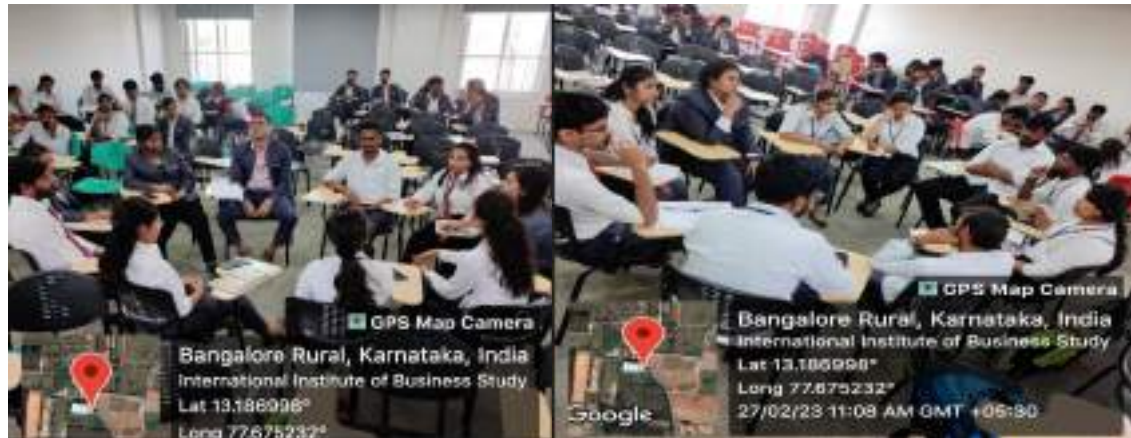 GPS Map Camera
Bangalore Rural, Karnataka, India
International Institute of Business Study
Lat 13.186998°
Long 77.675232°
GPS Map Camera
Bangalore Rural, Karnataka, India
International Institute of Business Study
Lat 13.186998°
Long 77.675232°
27/02/23 11:08 AM GMT +05:30
Google